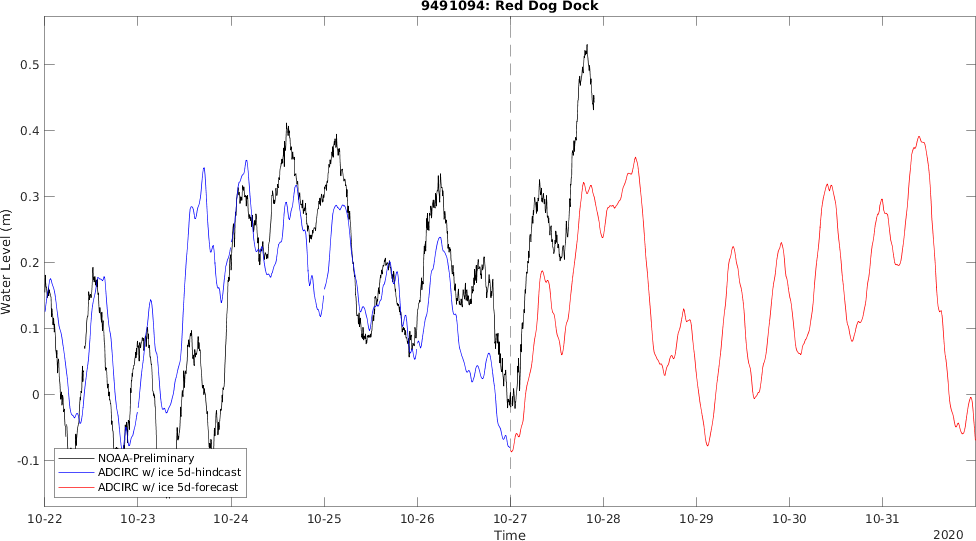 9491094: Red Dog Dock
Water Level (m)
0.5
0.4
0.3
0.2
0.1
0
-0.1
NOAA-Preliminary
ADCIRC w/ ice 5d-hindcast
ADCIRC w/ ice 5d-forecast
10-22 10-23 10-24 10-25 10-26 10-27 10-28 10-29 10-30 10-31
Time
2020